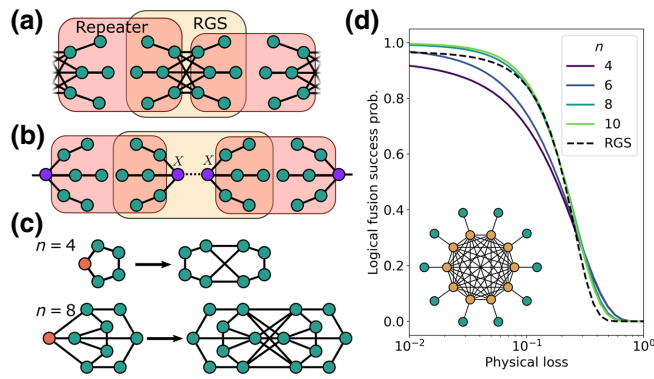 (a)
Repeater
RGS
(b)
X
X
(c)
n = 4
n = 8
(d)
Logical fusion success prob.
1.0
0.8
0.6
0.4
0.2
0.0
n
4
6
8
10
RGS
10⁻²
10⁻¹
10⁰
Physical loss